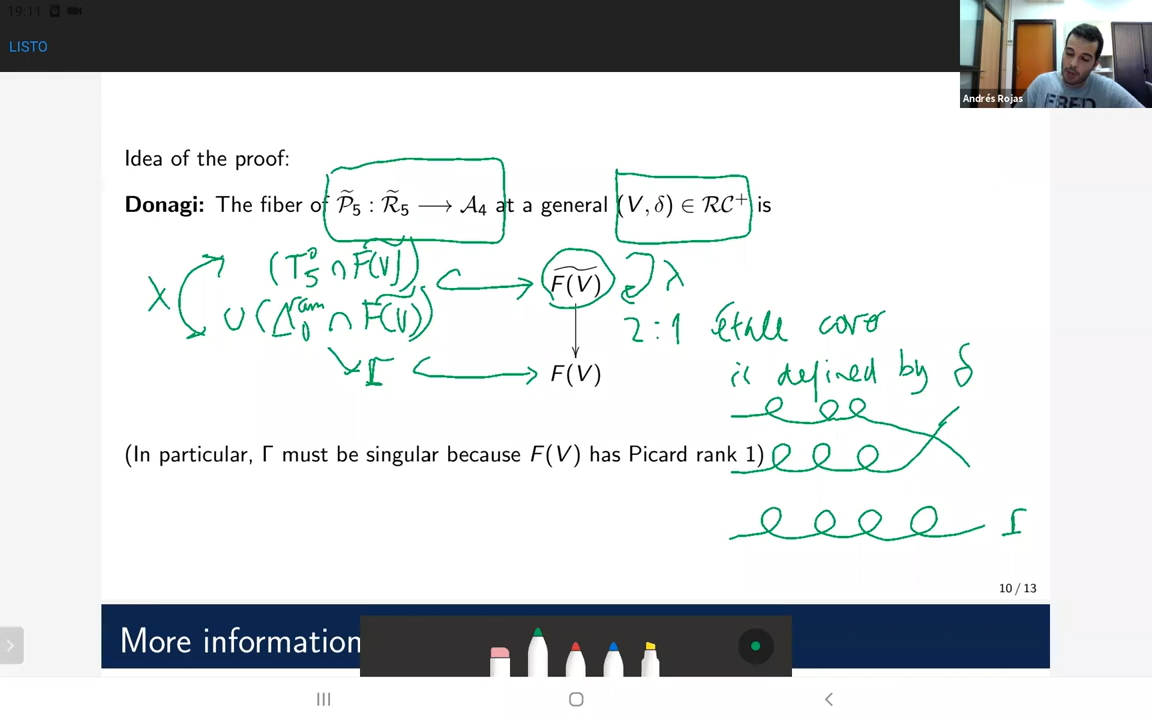 19:11
LISTO
Andrés Rojas
FRED
Idea of the proof:
Donagi: The fiber of P̃₅ : R̃₅ ⟶ A₄ at a general (V, δ) ∈ RC⁺ is
(T₅⁰ ∩ F̃(V))
λ
∪ (Δ₀ʳᵃᵐ ∩ F̃(V))
F̃(V)
λ
2:1 étale cover
Γ
F(V)
is defined by δ
(In particular, Γ must be singular because F(V) has Picard rank 1)
Γ
10 / 13
More information